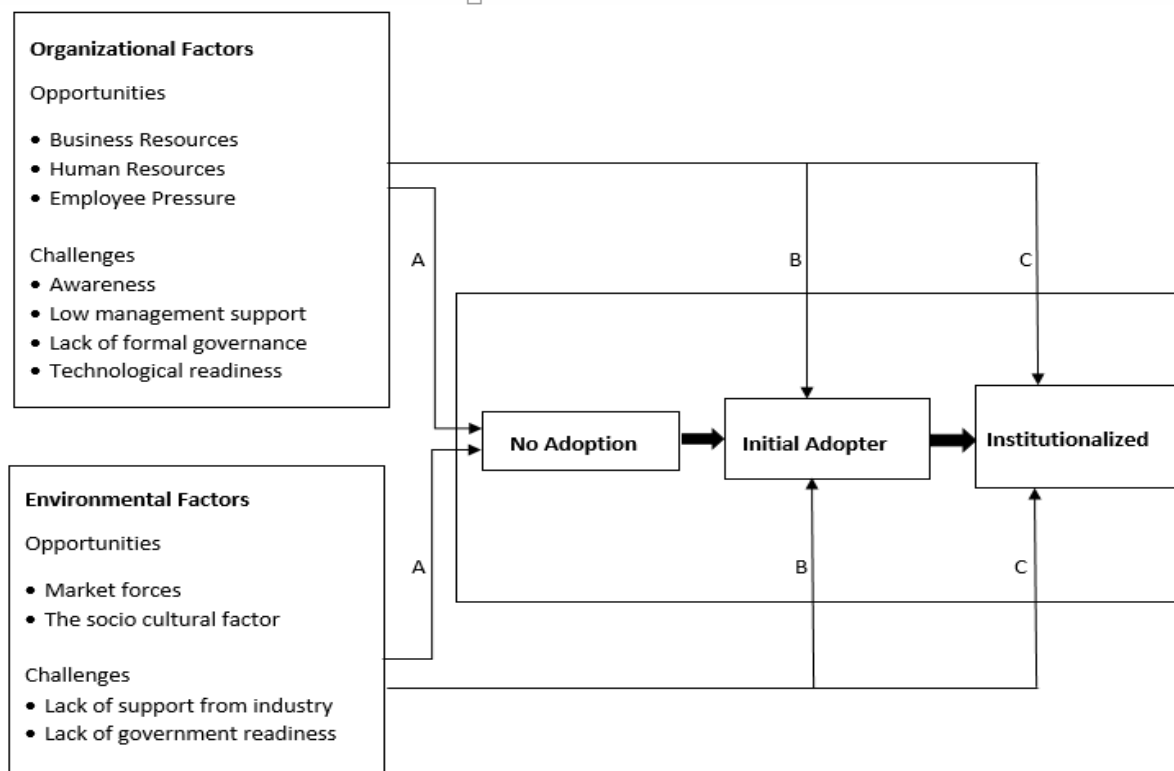 Organizational Factors
Opportunities
• Business Resources
• Human Resources
• Employee Pressure
Challenges
• Awareness
• Low management support
• Lack of formal governance
• Technological readiness
A
B
C
No Adoption
Initial Adopter
Institutionalized
Environmental Factors
Opportunities
• Market forces
• The socio cultural factor
Challenges
• Lack of support from industry
• Lack of government readiness
A
B
C